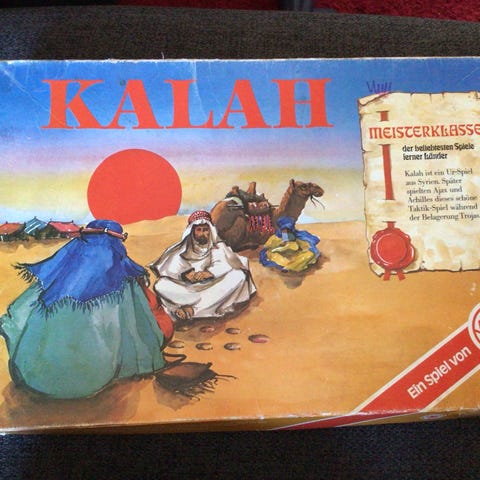 KALAH
MEISTERKLASSE
der beliebtesten Spiele
ferner Länder
Kalah ist ein Ur-Spiel
aus Syrien. Später
spielten Ajax und
Achilles dieses schöne
Taktik-Spiel während
der Belagerung Trojas.
Ein Spiel von